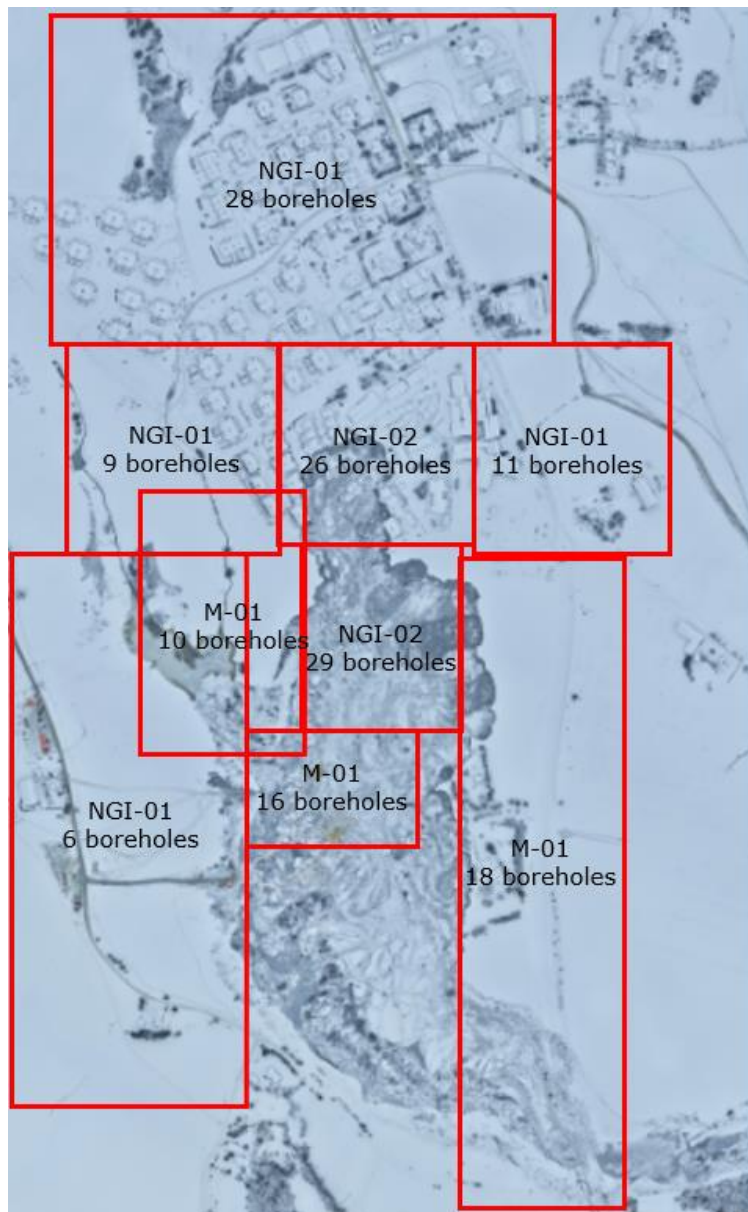 NGI-01
28 boreholes
NGI-01
9 boreholes
NGI-02
26 boreholes
NGI-01
11 boreholes
M-01
10 boreholes
NGI-02
29 boreholes
M-01
16 boreholes
NGI-01
6 boreholes
M-01
18 boreholes